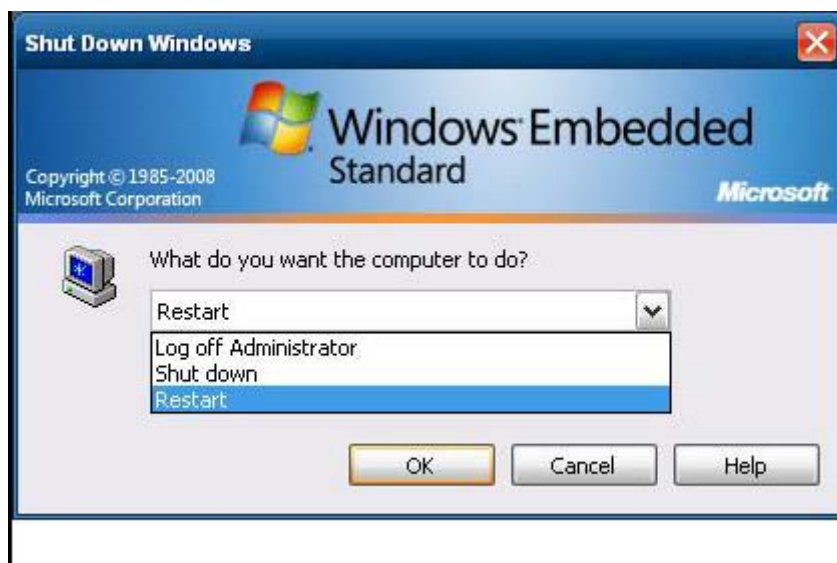 Shut Down Windows
Windows Embedded
Standard
Copyright © 1985-2008
Microsoft Corporation
Microsoft
What do you want the computer to do?
Restart
Log off Administrator
Shut down
Restart
OK Cancel Help